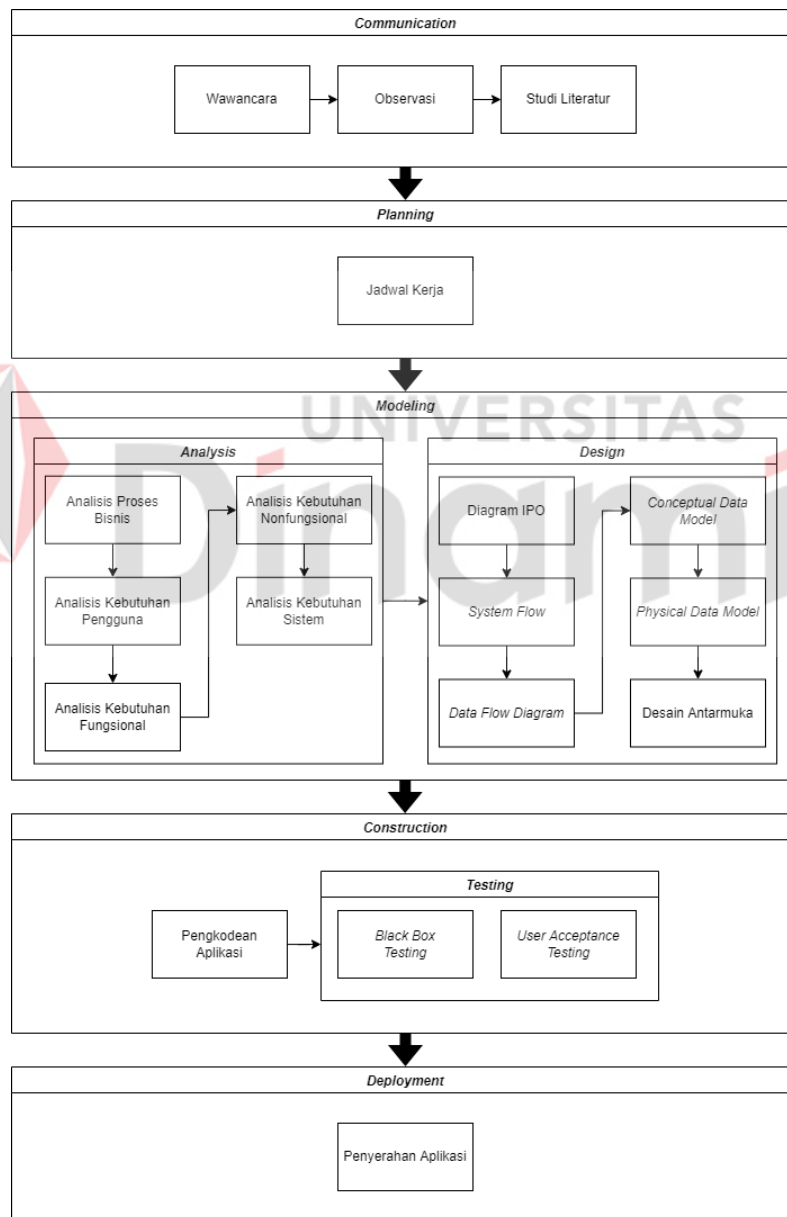 Communication
Wawancara
Observasi
Studi Literatur
Planning
Jadwal Kerja
Modeling
UNIVERSITAS
Dinami
Analysis
Analisis Proses
Bisnis
Analisis Kebutuhan
Pengguna
Analisis Kebutuhan
Fungsional
Analisis Kebutuhan
Nonfungsional
Analisis Kebutuhan
Sistem
Design
Diagram IPO
System Flow
Data Flow Diagram
Conceptual Data
Model
Physical Data Model
Desain Antarmuka
Construction
Pengkodean
Aplikasi
Testing
Black Box
Testing
User Acceptance
Testing
Deployment
Penyerahan Aplikasi